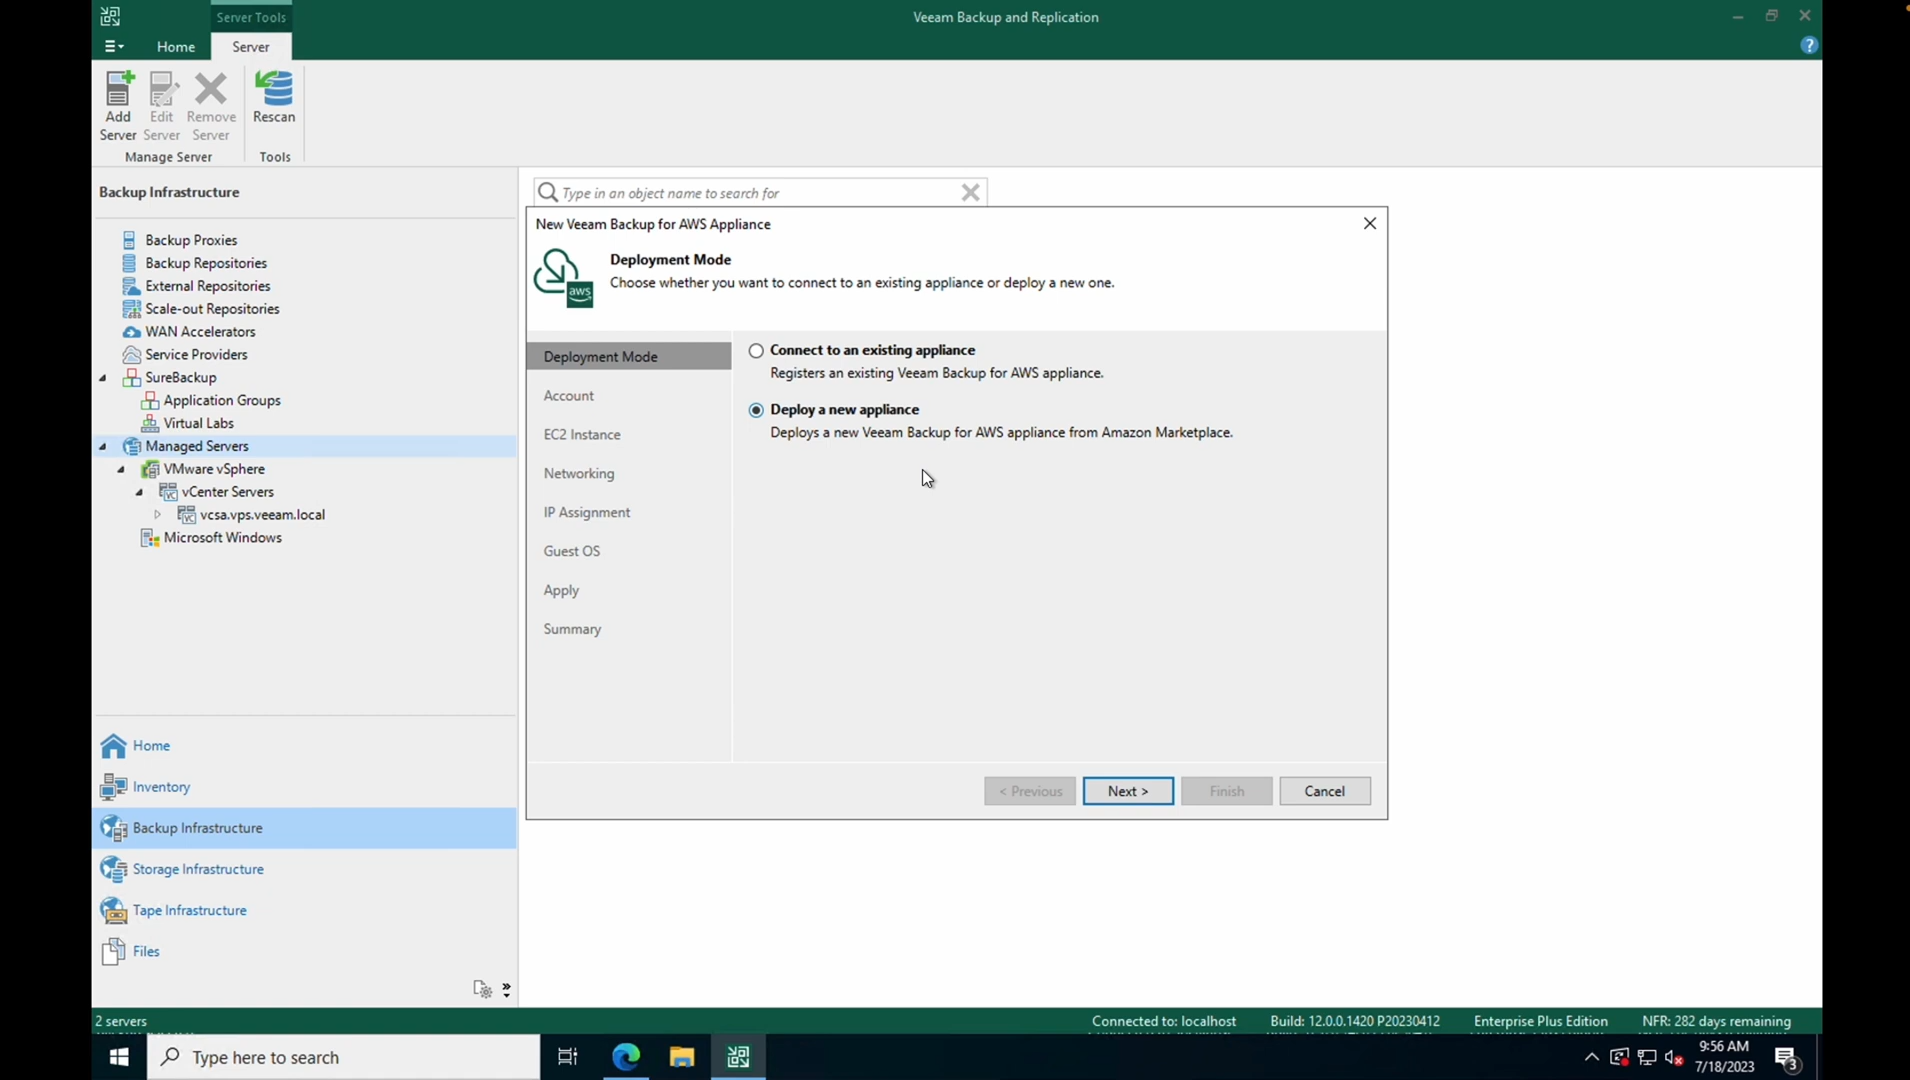 Server Tools
Veeam Backup and Replication
Home
Server
?
Add Server
Edit Server
Remove Server
Rescan
Manage Server
Tools
Backup Infrastructure
Type in an object name to search for
Backup Proxies
Backup Repositories
External Repositories
Scale-out Repositories
WAN Accelerators
Service Providers
SureBackup
Application Groups
Virtual Labs
Managed Servers
VMware vSphere
vCenter Servers
vcsa.vps.veeam.local
Microsoft Windows
New Veeam Backup for AWS Appliance
aws
Deployment Mode
Choose whether you want to connect to an existing appliance or deploy a new one.
Deployment Mode
Account
EC2 Instance
Networking
IP Assignment
Guest OS
Apply
Summary
Connect to an existing appliance
Registers an existing Veeam Backup for AWS appliance.
Deploy a new appliance
Deploys a new Veeam Backup for AWS appliance from Amazon Marketplace.
< Previous
Next >
Finish
Cancel
Home
Inventory
Backup Infrastructure
Storage Infrastructure
Tape Infrastructure
Files
2 servers
Connected to: localhost
Build: 12.0.0.1420 P20230412
Enterprise Plus Edition
NFR: 282 days remaining
Type here to search
9:56 AM
7/18/2023
3